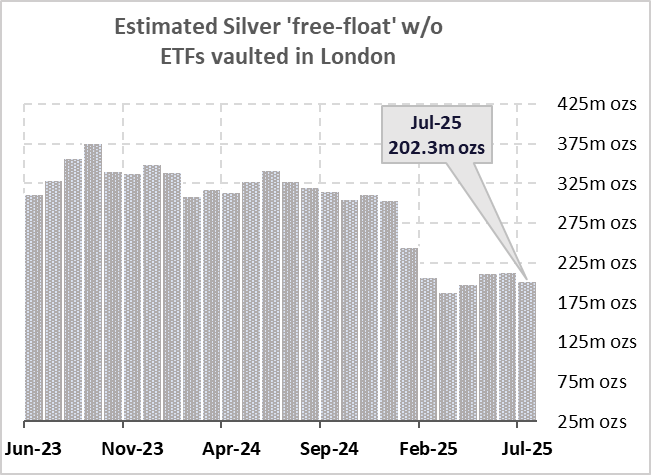 Estimated Silver 'free-float' w/o
ETFs vaulted in London
425m ozs
Jul-25
202.3m ozs
375m ozs
325m ozs
275m ozs
225m ozs
175m ozs
125m ozs
75m ozs
25m ozs
Jun-23 Nov-23 Apr-24 Sep-24 Feb-25 Jul-25